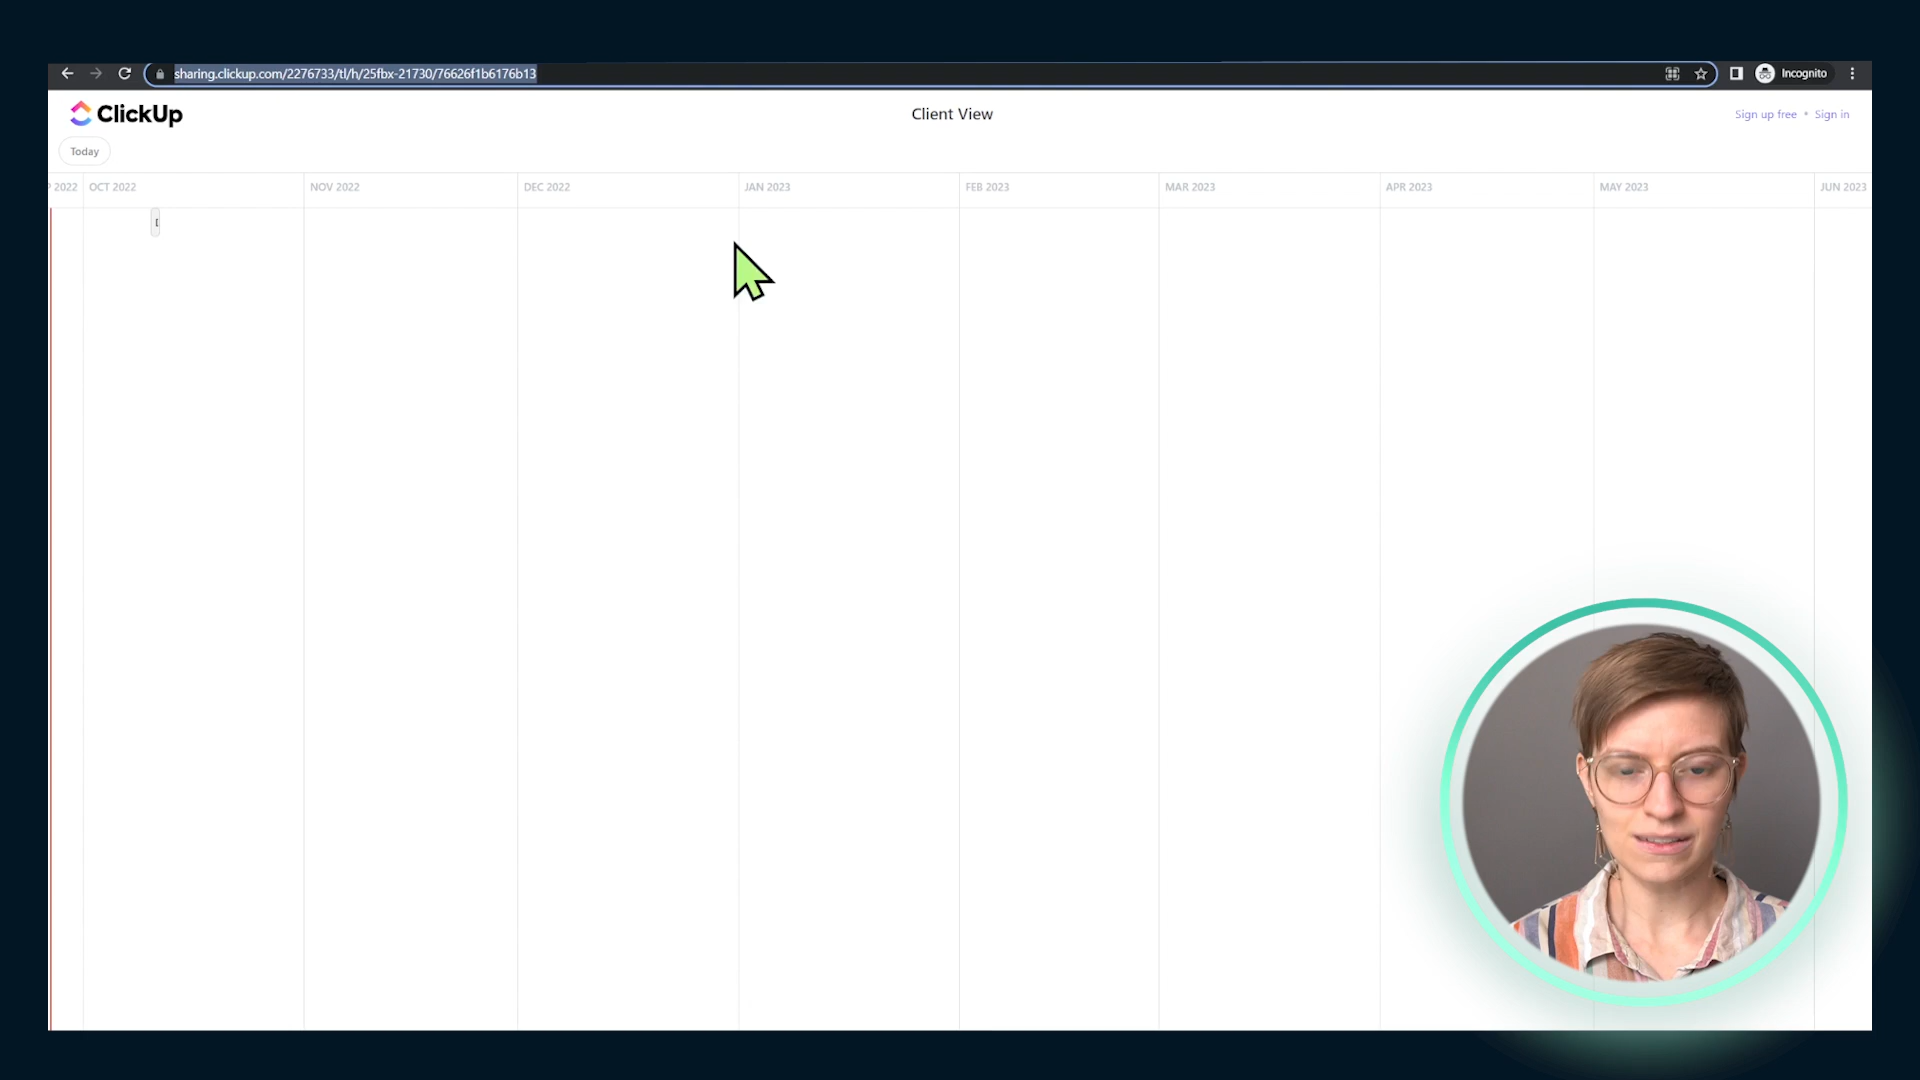 sharing.clickup.com/2276733/tl/h/25fbx-21730/76626f1b6176b13
Incognito
ClickUp
Client View
Sign up free • Sign in
Today
P 2022
OCT 2022
NOV 2022
DEC 2022
JAN 2023
FEB 2023
MAR 2023
APR 2023
MAY 2023
JUN 2023